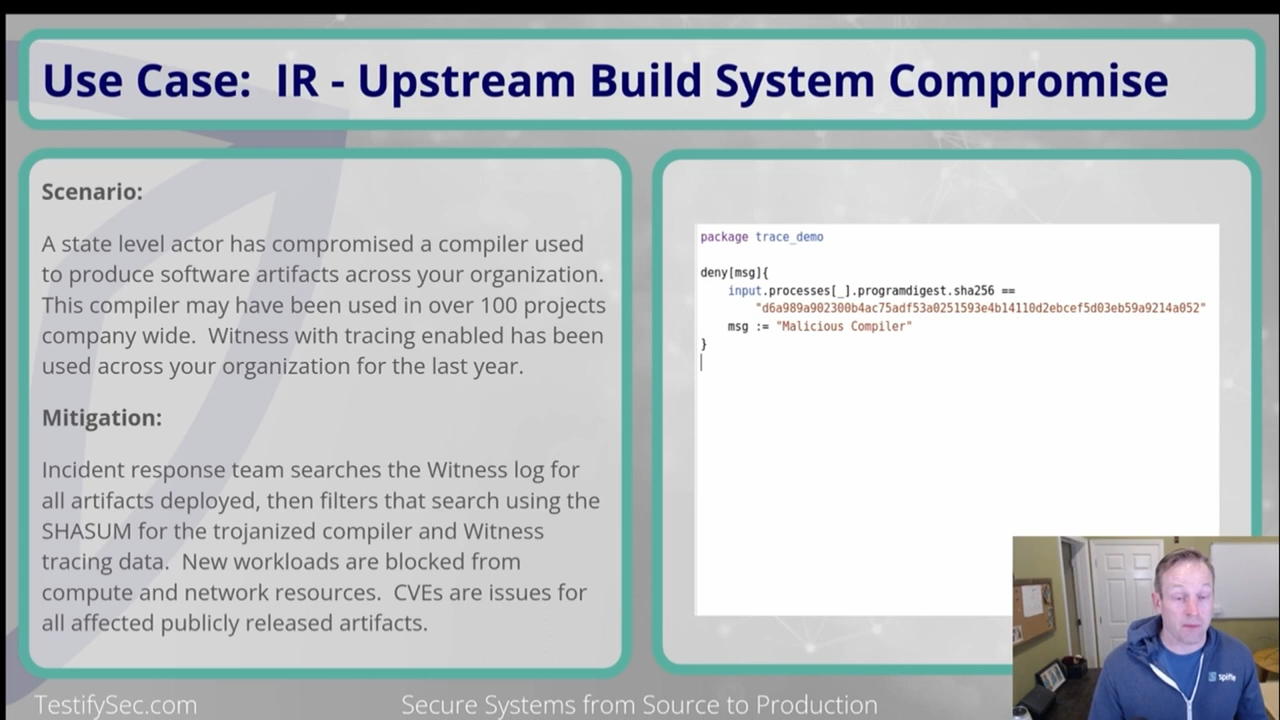 Use Case:  IR - Upstream Build System Compromise
Scenario:
A state level actor has compromised a compiler used
to produce software artifacts across your organization.
This compiler may have been used in over 100 projects
company wide.  Witness with tracing enabled has been
used across your organization for the last year.
Mitigation:
Incident response team searches the Witness log for
all artifacts deployed, then filters that search using the
SHASUM for the trojanized compiler and Witness
tracing data.  New workloads are blocked from
compute and network resources.  CVEs are issues for
all affected publicly released artifacts.
package trace_demo
deny[msg]{
input.processes[_].programdigest.sha256 ==
"d6a989a902300b4ac75adf53a0251593e4b14110d2ebcef5d03eb59a9214a052"
msg := "Malicious Compiler"
}
spiffe
TestifySec.com
Secure Systems from Source to Production